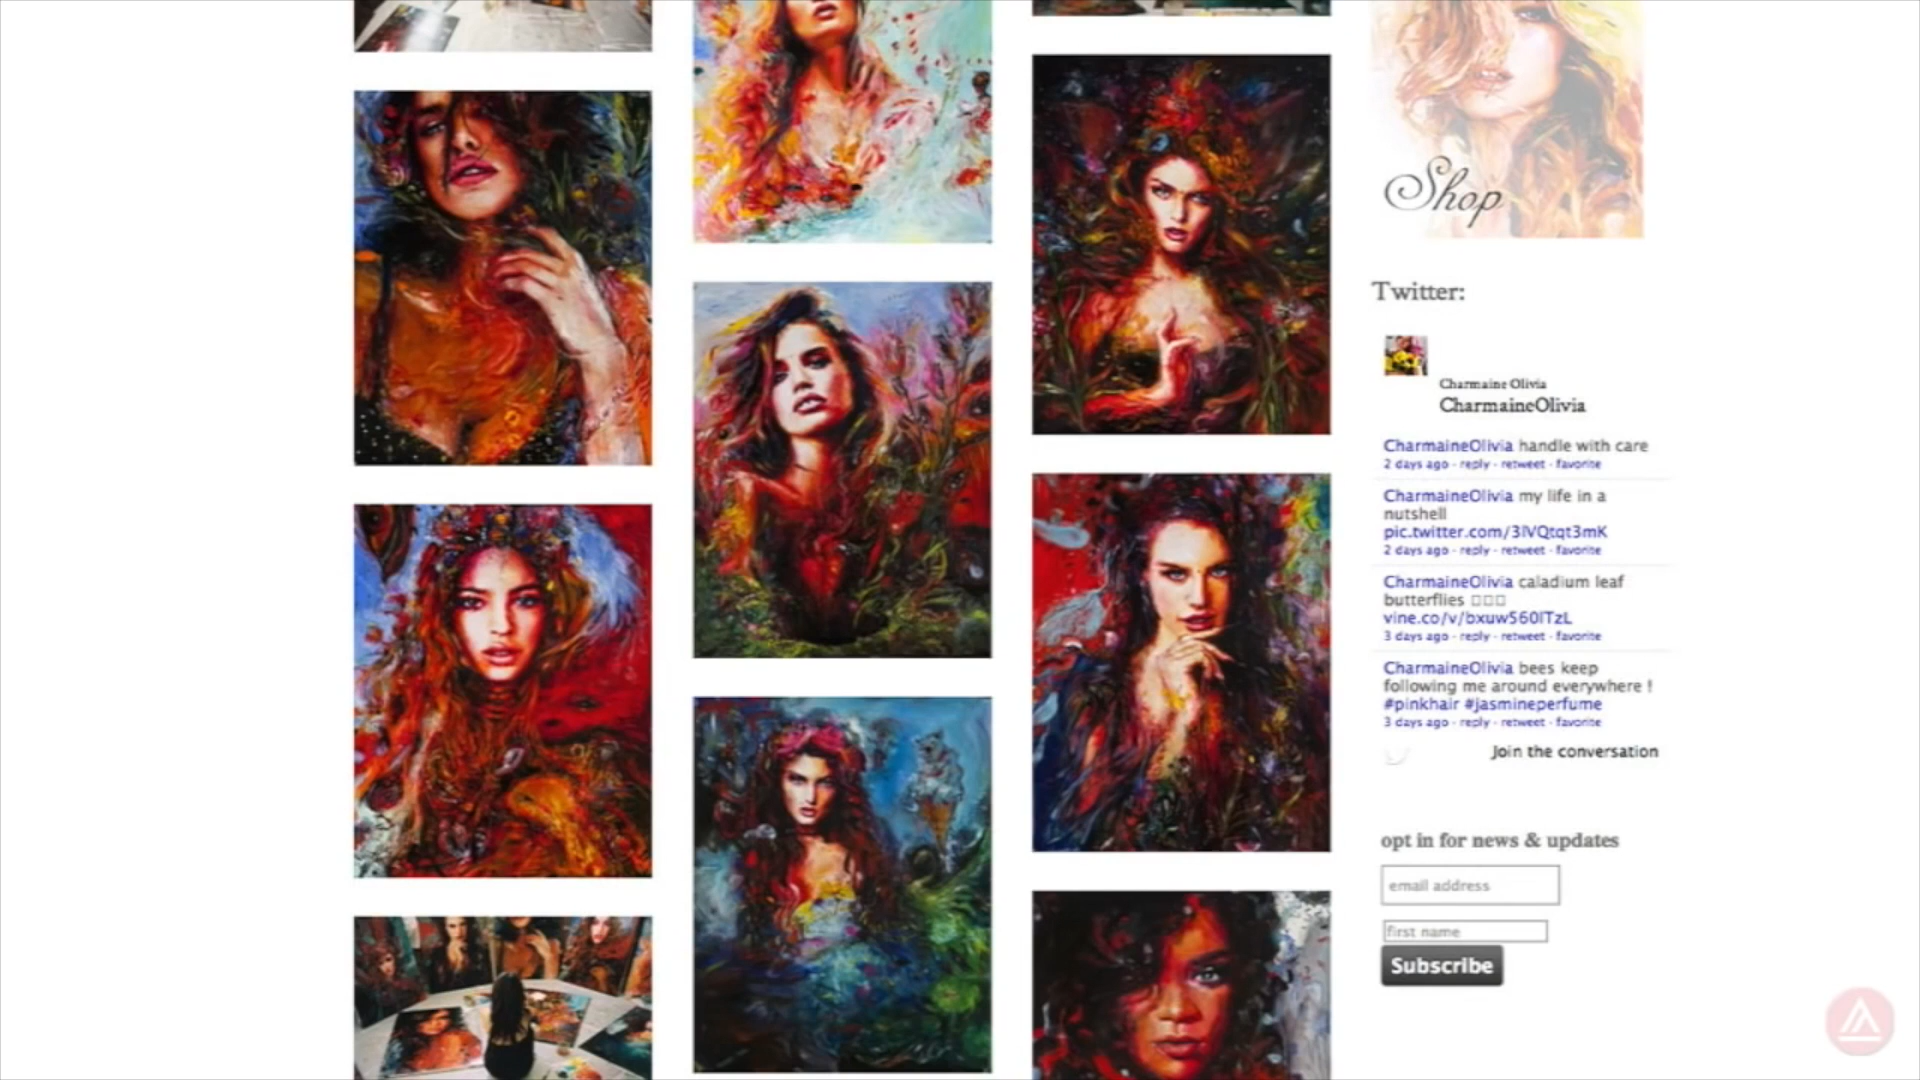 Shop
Twitter:
Charmaine Olivia
CharmaineOlivia
CharmaineOlivia handle with care
2 days ago · reply · retweet · favorite
CharmaineOlivia my life in a
nutshell
pic.twitter.com/3lVQtqt3mK
2 days ago · reply · retweet · favorite
CharmaineOlivia caladium leaf
butterflies □□□
vine.co/v/bxuw560lTzL
3 days ago · reply · retweet · favorite
CharmaineOlivia bees keep
following me around everywhere !
#pinkhair #jasmineperfume
3 days ago · reply · retweet · favorite
Join the conversation
opt in for news & updates
email address
first name
Subscribe